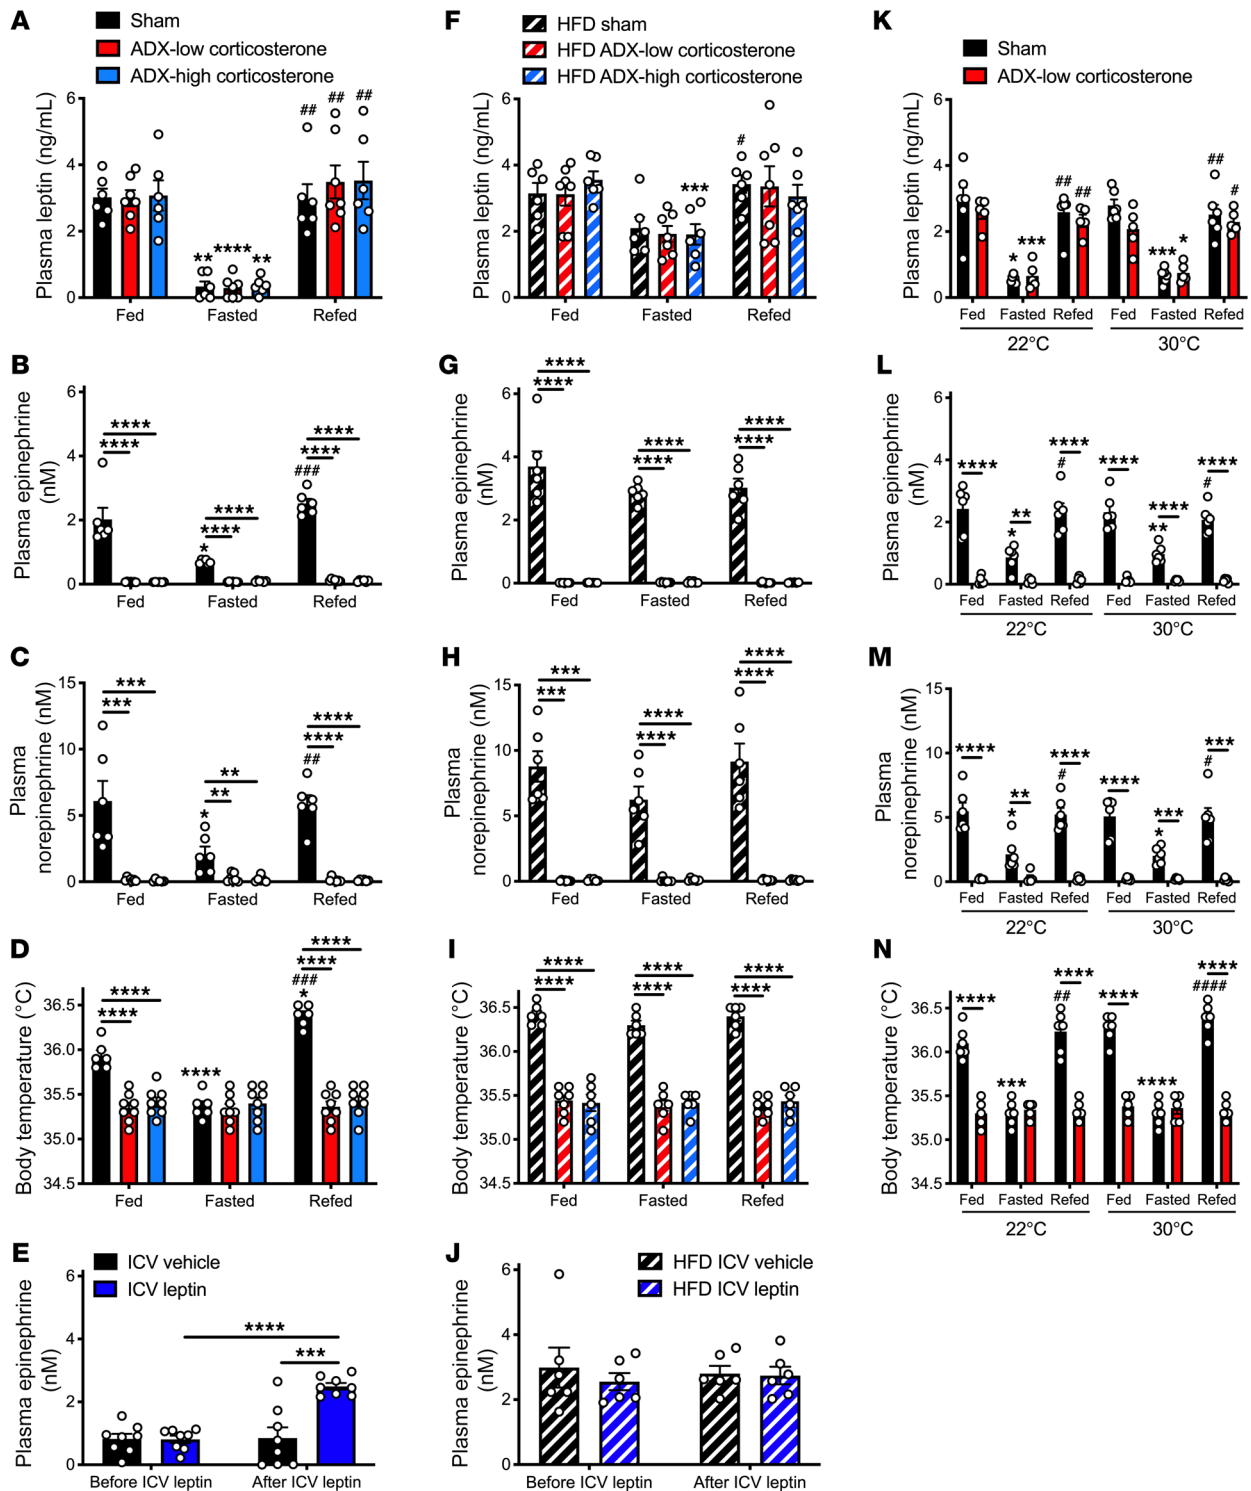 A
Sham
ADX-low corticosterone
ADX-high corticosterone
Plasma leptin (ng/mL)
6
4
2
0
** **** **
## ## ##
Fed Fasted Refed
B
Plasma epinephrine
(nM)
6
4
2
0
****
****
****
****
*
****
****
###
Fed Fasted Refed
C
Plasma
norepinephrine (nM)
15
10
5
0
***
***
**
**
*
****
****
##
Fed Fasted Refed
D
Body temperature (°C)
36.5
36.0
35.5
35.0
34.5
****
****
****
****
****
###
*
Fed Fasted Refed
E
ICV vehicle
ICV leptin
Plasma epinephrine
(nM)
6
4
2
0
****
***
Before ICV leptin After ICV leptin
F
HFD sham
HFD ADX-low corticosterone
HFD ADX-high corticosterone
Plasma leptin (ng/mL)
6
4
2
0
***
#
Fed Fasted Refed
G
Plasma epinephrine
(nM)
6
4
2
0
****
****
****
****
****
****
Fed Fasted Refed
H
Plasma
norepinephrine (nM)
15
10
5
0
***
***
****
****
****
****
Fed Fasted Refed
I
Body temperature (°C)
36.5
36.0
35.5
35.0
34.5
****
****
****
****
****
****
Fed Fasted Refed
J
HFD ICV vehicle
HFD ICV leptin
Plasma epinephrine
(nM)
6
4
2
0
Before ICV leptin After ICV leptin
K
Sham
ADX-low corticosterone
Plasma leptin (ng/mL)
6
4
2
0
* *** ## ## *** * ## #
Fed Fasted Refed Fed Fasted Refed
22°C 30°C
L
Plasma epinephrine
(nM)
6
4
2
0
****
**
*
****
#
****
****
**
****
#
Fed Fasted Refed Fed Fasted Refed
22°C 30°C
M
Plasma
norepinephrine (nM)
15
10
5
0
****
**
*
****
#
****
***
*
***
#
Fed Fasted Refed Fed Fasted Refed
22°C 30°C
N
Body temperature (°C)
36.5
36.0
35.5
35.0
34.5
****
***
****
##
****
****
****
####
Fed Fasted Refed Fed Fasted Refed
22°C 30°C